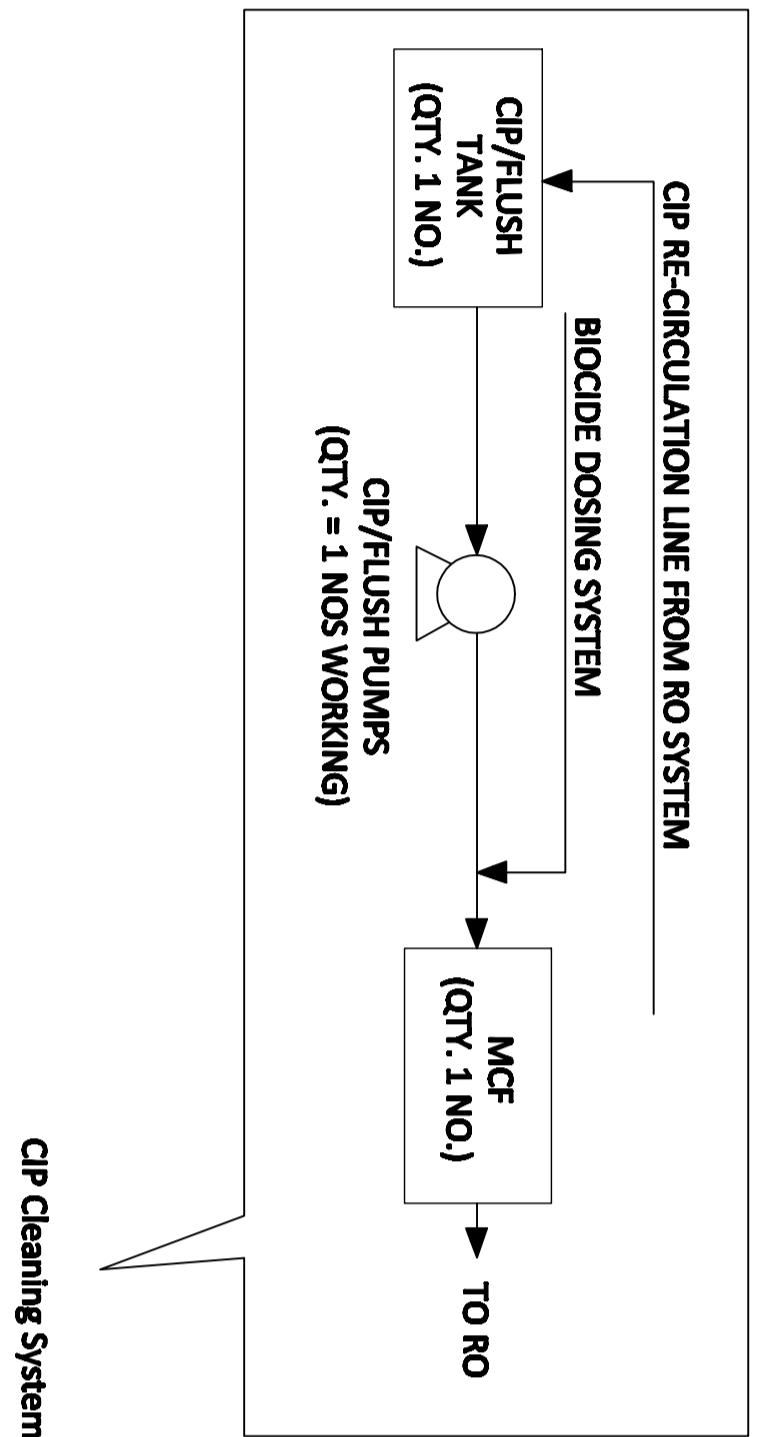 CIP RE-CIRCULATION LINE FROM RO SYSTEM
BIOCIDE DOSING SYSTEM
CIP/FLUSH
TANK
(QTY. 1 NO.)
CIP/FLUSH PUMPS
(QTY. = 1 NOS WORKING)
MCF
(QTY. 1 NO.)
TO RO
CIP Cleaning System